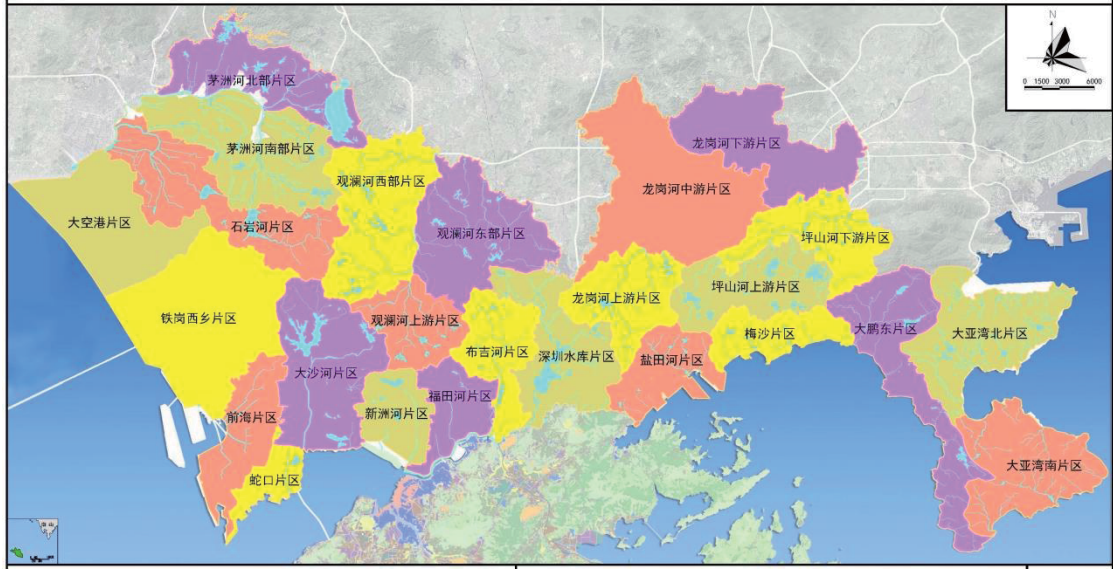 N
0 1500 3000 6000
茅洲河北部片区
茅洲河南部片区
龙岗河下游片区
观澜河西部片区
龙岗河中游片区
大空港片区
石岩河片区
观澜河东部片区
坪山河下游片区
坪山河上游片区
龙岗河上游片区
铁岗西乡片区
观澜河上游片区
大鹏东片区
大亚湾北片区
梅沙片区
布吉河片区
深圳水库片区
盐田河片区
大沙河片区
福田河片区
前海片区
新洲河片区
大亚湾南片区
蛇口片区